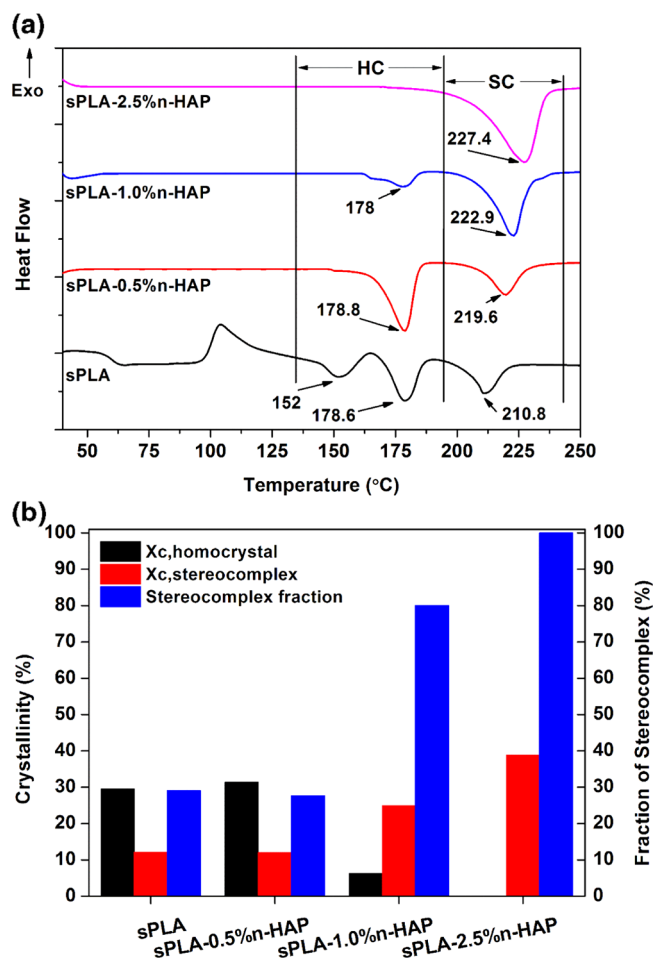 (a)
Exo
HC
SC
sPLA-2.5%n-HAP
227.4
sPLA-1.0%n-HAP
178
222.9
sPLA-0.5%n-HAP
178.8
219.6
sPLA
152
178.6
210.8
Heat Flow
50 75 100 125 150 175 200 225 250
Temperature (°C)
(b)
100 100
90 90
80 80
70 70
60 60
50 50
40 40
30 30
20 20
10 10
0 0
Xc,homocrystal
Xc,stereocomplex
Stereocomplex fraction
Crystallinity (%)
Fraction of Stereocomplex (%)
sPLA
sPLA-0.5%n-HAP
sPLA-1.0%n-HAP
sPLA-2.5%n-HAP